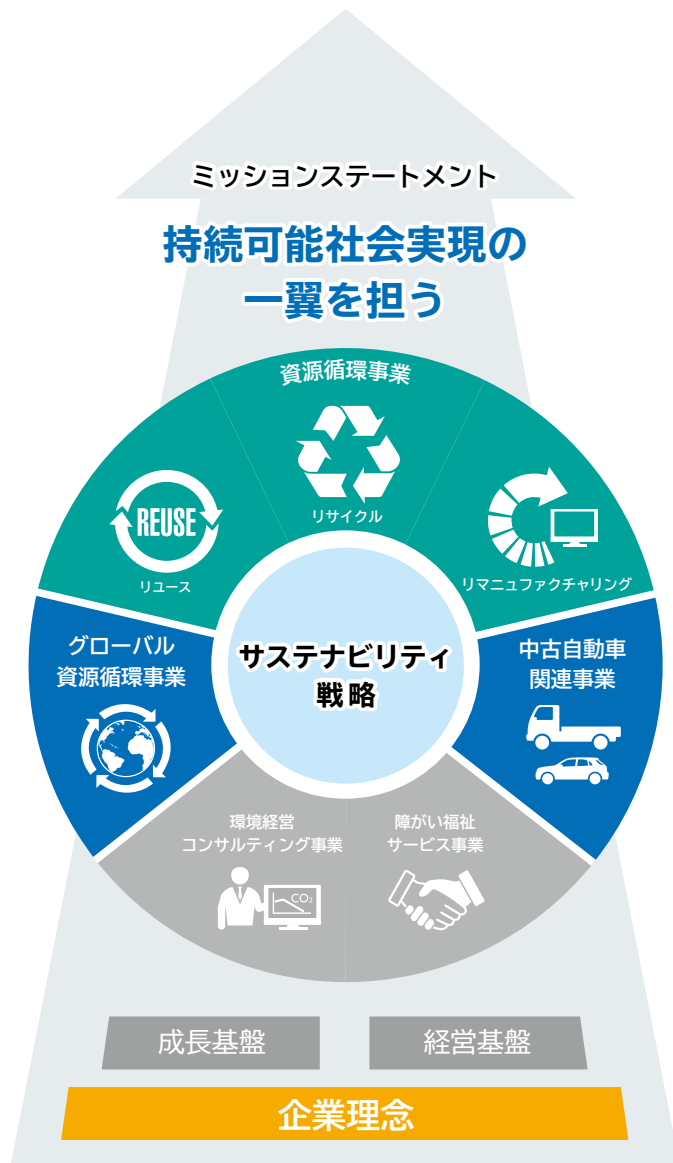 ミッションステートメント
持続可能社会実現の
一翼を担う
資源循環事業
リサイクル
REUSE
リユース
リマニュファクチャリング
グローバル
資源循環事業
サステナビリティ
戦略
中古自動車
関連事業
環境経営
コンサルティング事業
CO₂
障がい福祉
サービス事業
成長基盤
経営基盤
企業理念